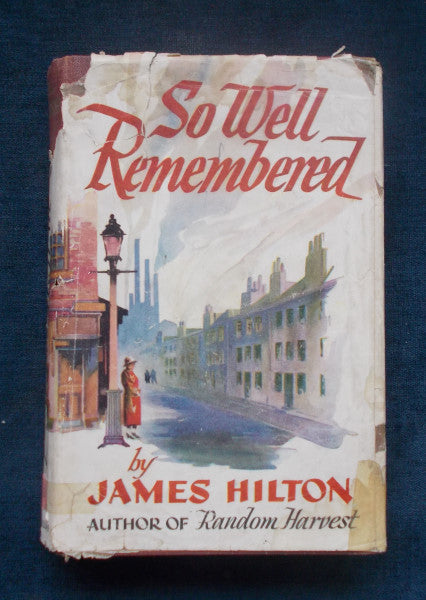 So Well
Remembered
by
JAMES HILTON
AUTHOR OF Random Harvest